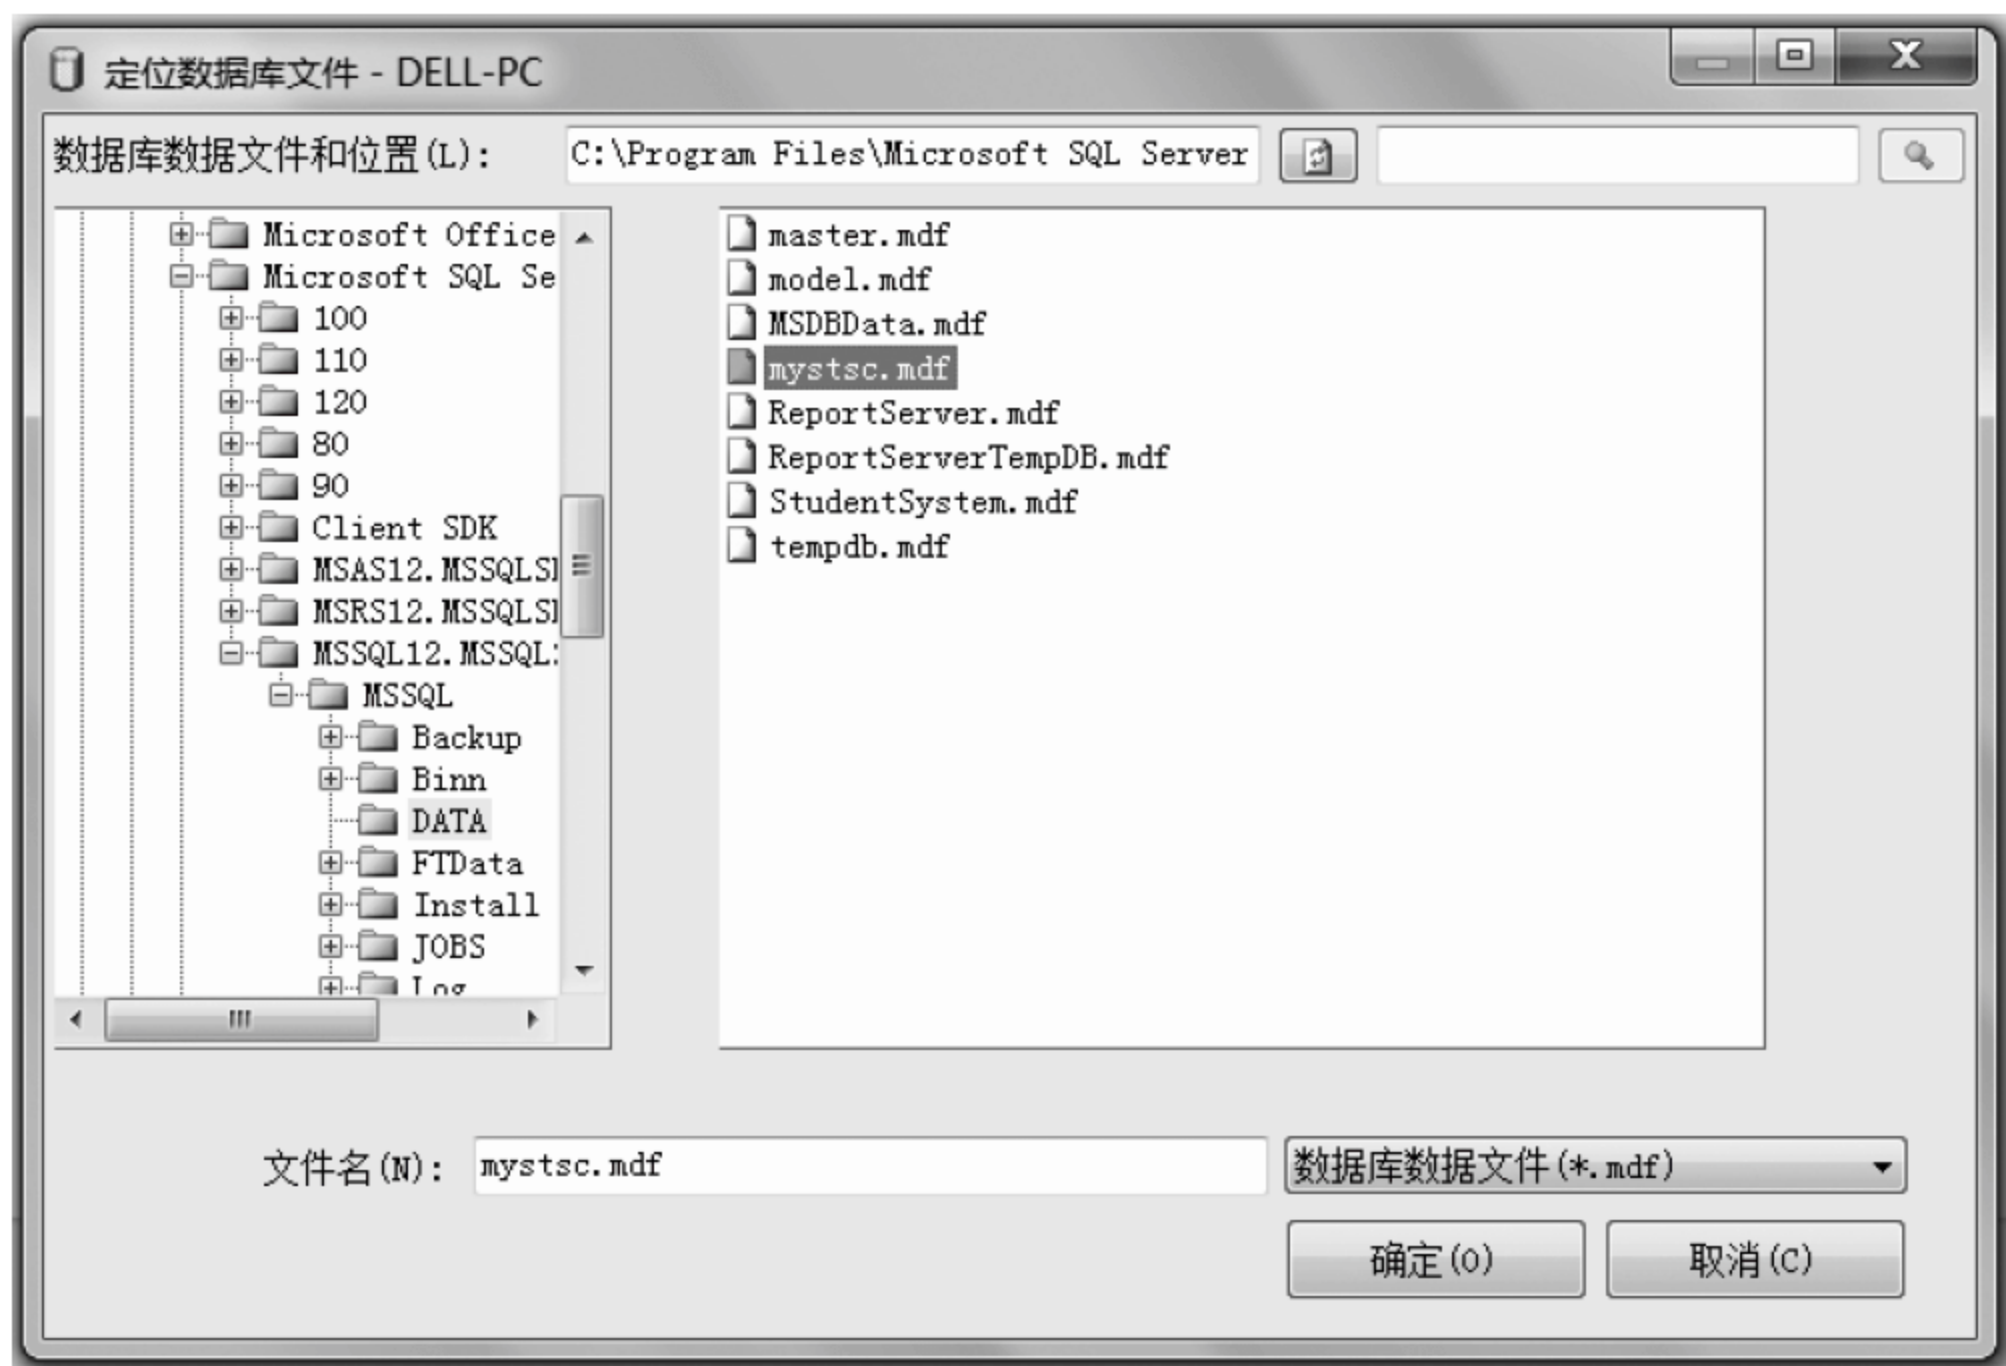 定位数据库文件 - DELL-PC
数据库数据文件和位置(L): C:\Program Files\Microsoft SQL Server
Microsoft Office
Microsoft SQL Se
100
110
120
80
90
Client SDK
MSAS12.MSSQLS
MSRS12.MSSQLS
MSSQL12.MSSQL
MSSQL
Backup
Binn
DATA
FTData
Install
JOBS
Log
master.mdf
model.mdf
MSDBData.mdf
mystsc.mdf
ReportServer.mdf
ReportServerTempDB.mdf
StudentSystem.mdf
tempdb.mdf
文件名(N): mystsc.mdf 数据库数据文件(*.mdf)
确定(O) 取消(C)